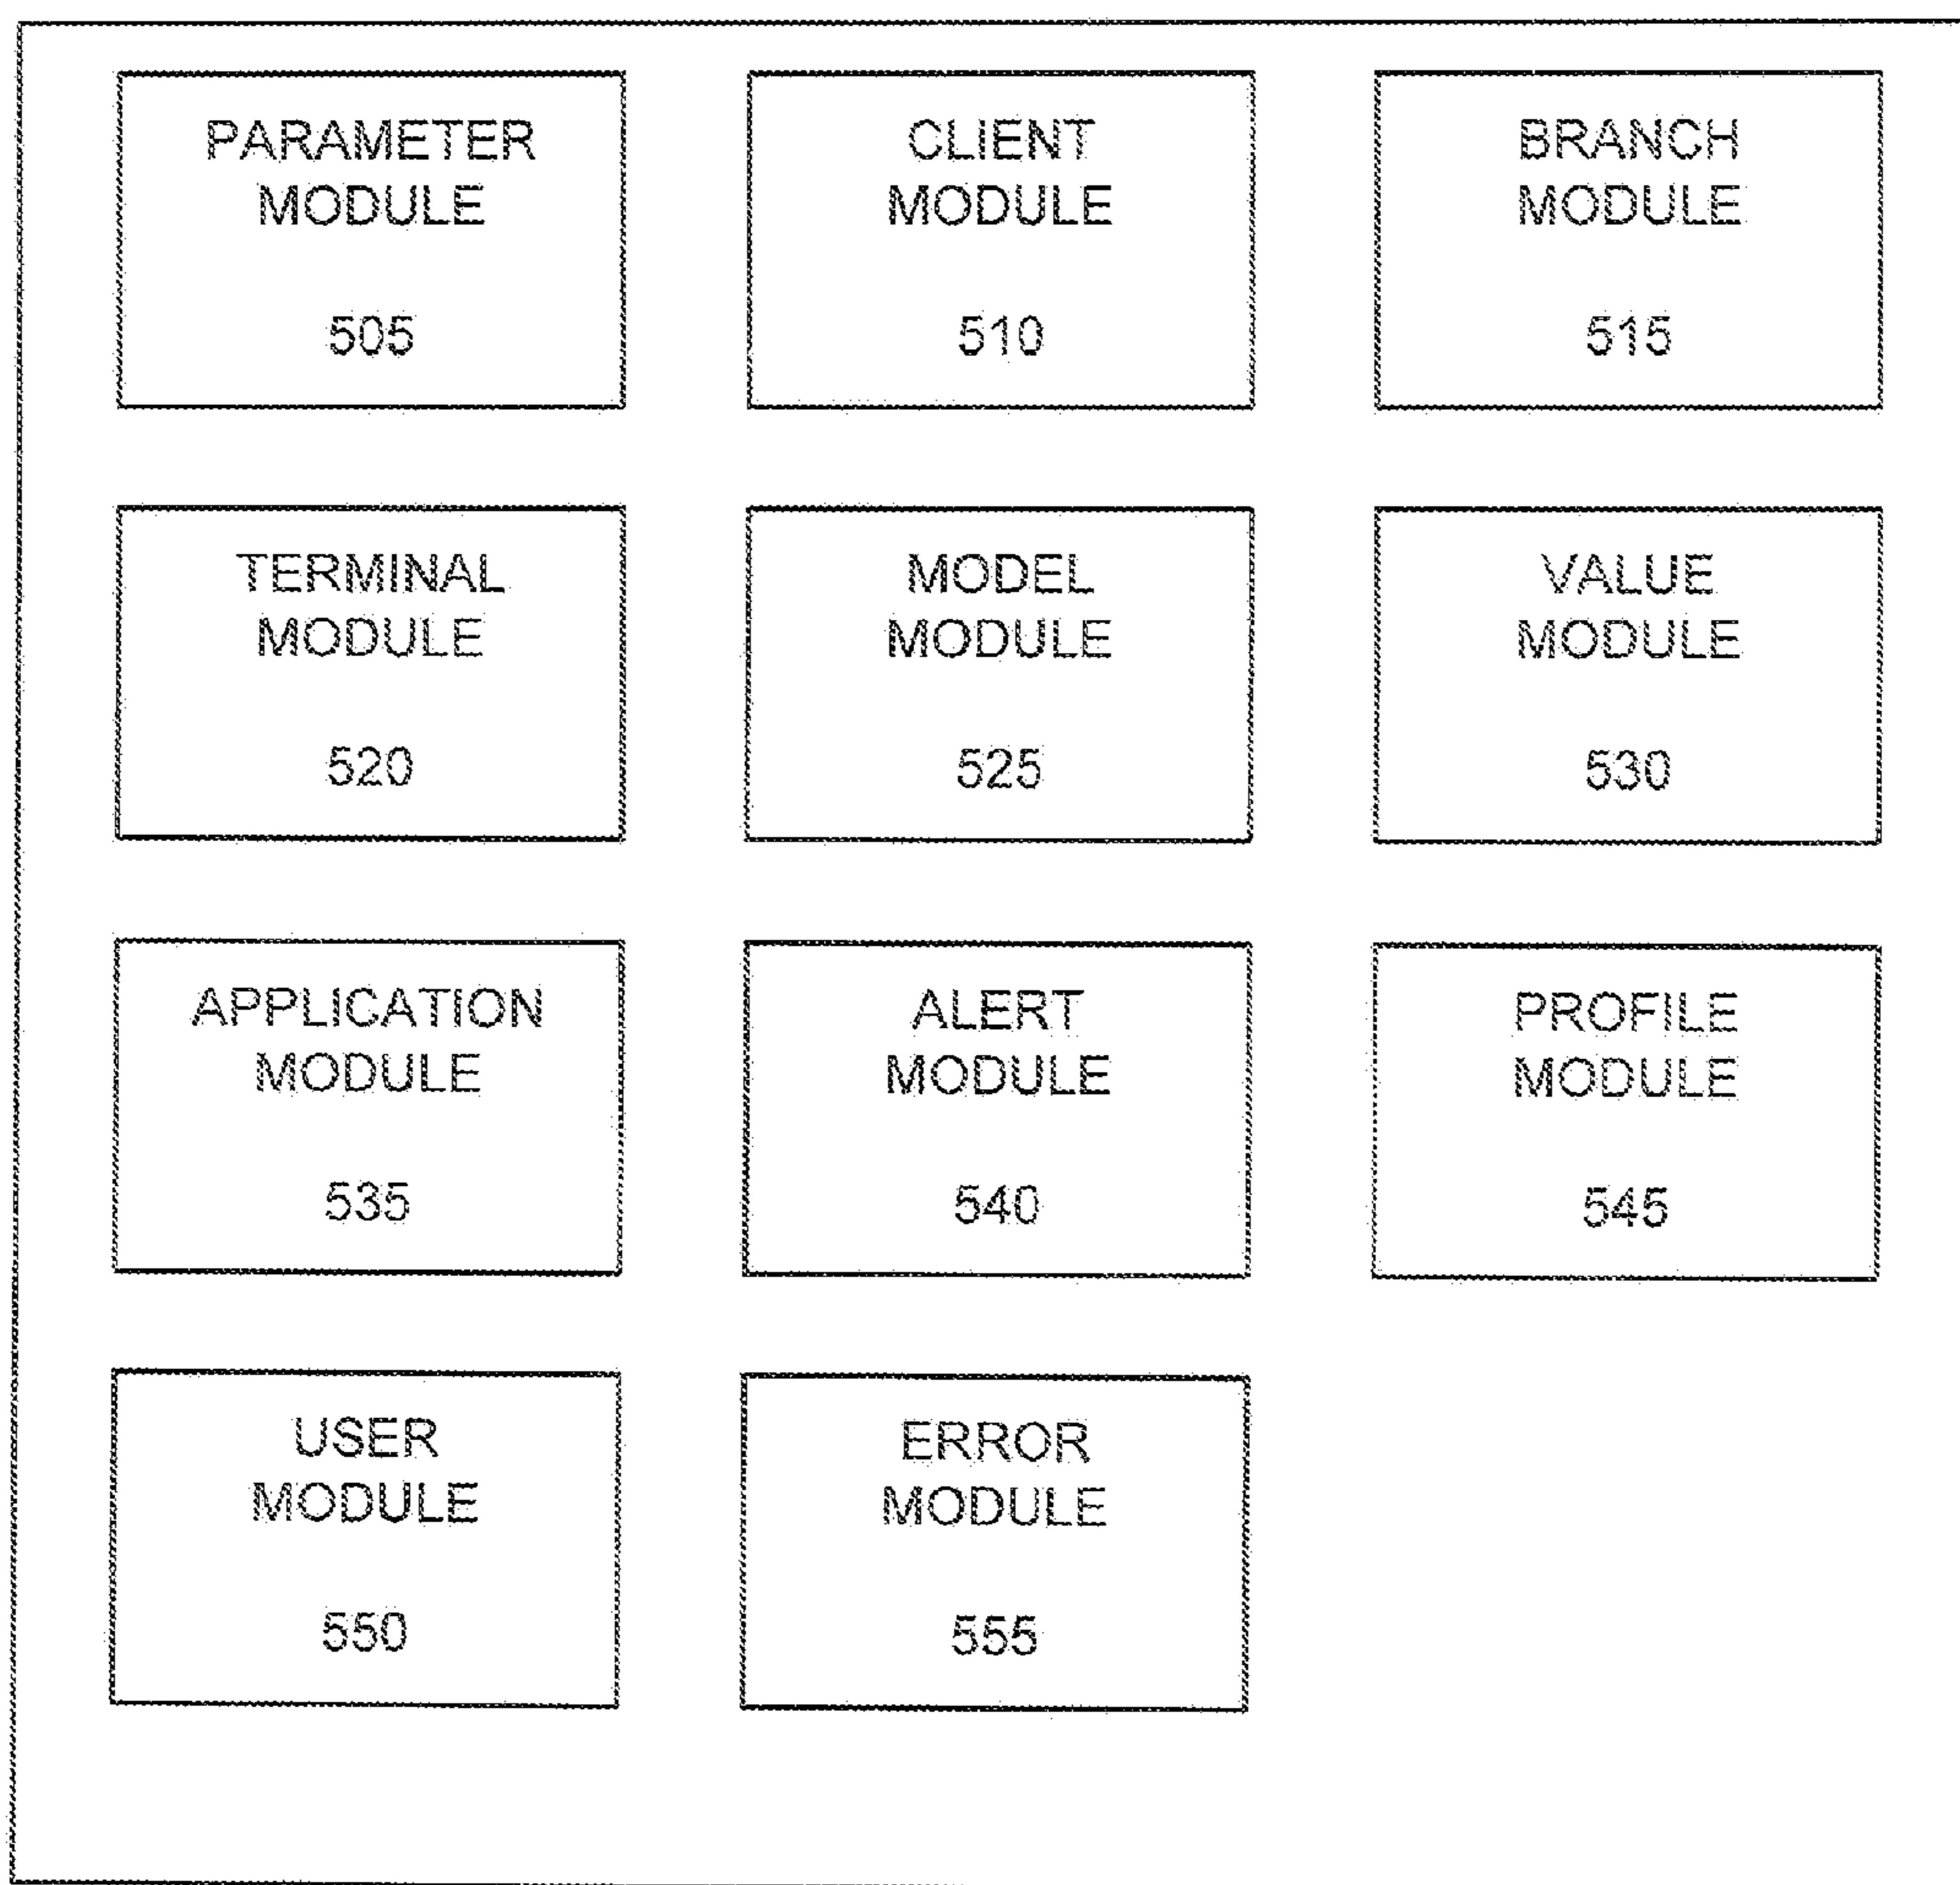 PARAMETER
MODULE
505
CLIENT
MODULE
510
BRANCH
MODULE
515
TERMINAL
MODULE
520
MODEL
MODULE
525
VALUE
MODULE
530
APPLICATION
MODULE
535
ALERT
MODULE
540
PROFILE
MODULE
545
USER
MODULE
550
ERROR
MODULE
555